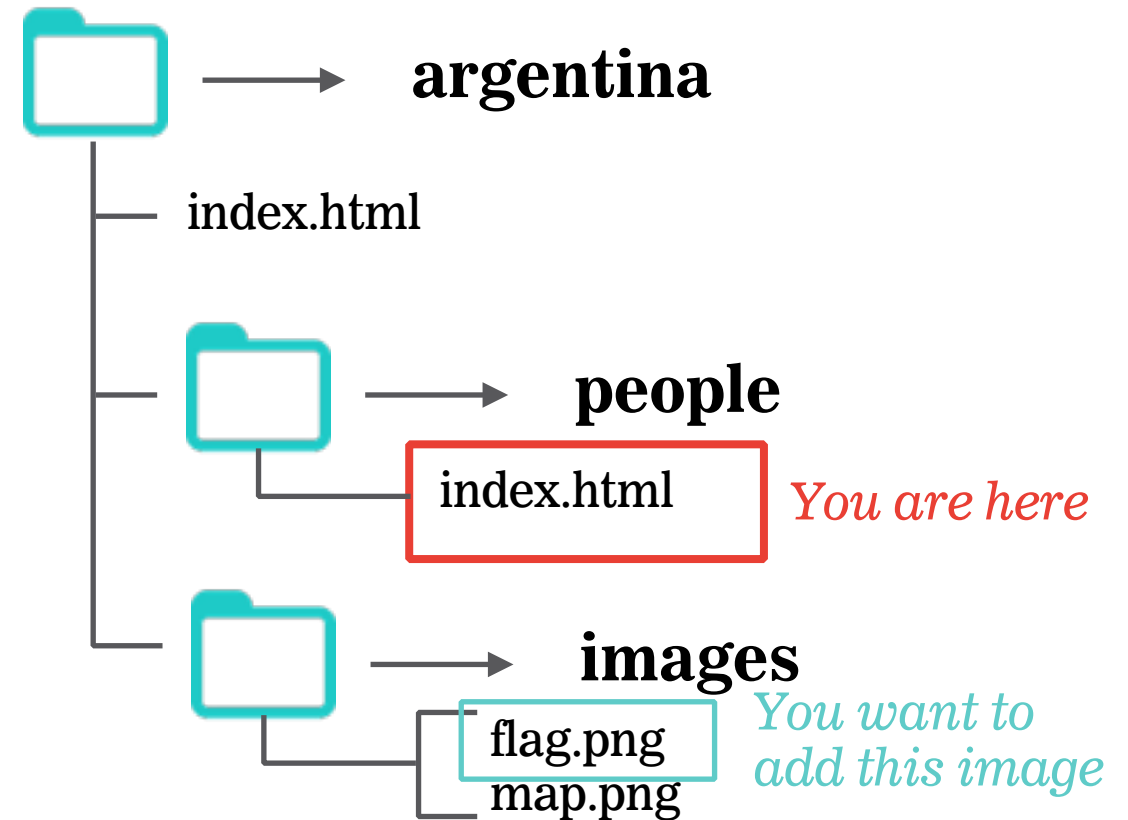 argentina
index.html
people
index.html
You are here
images
flag.png
map.png
You want to
add this image